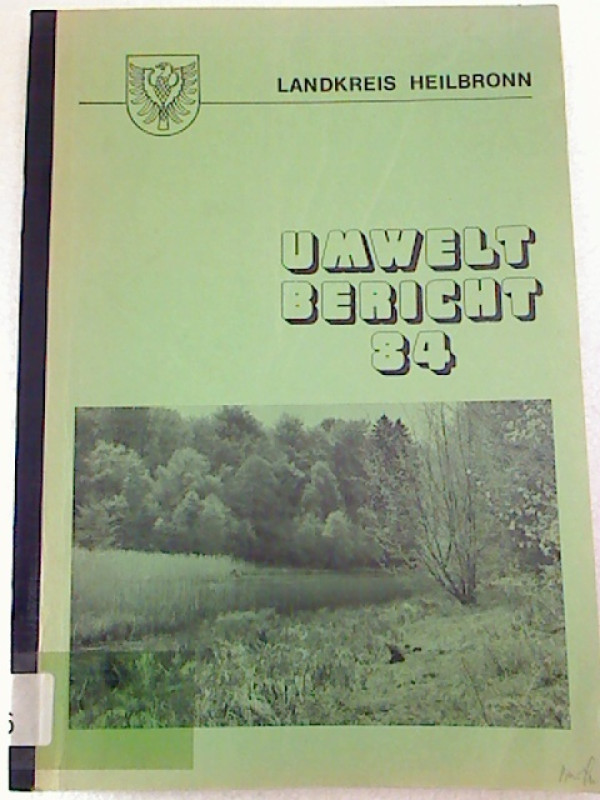 LANDKREIS HEILBRONN
UMWELT
BERICHT
84